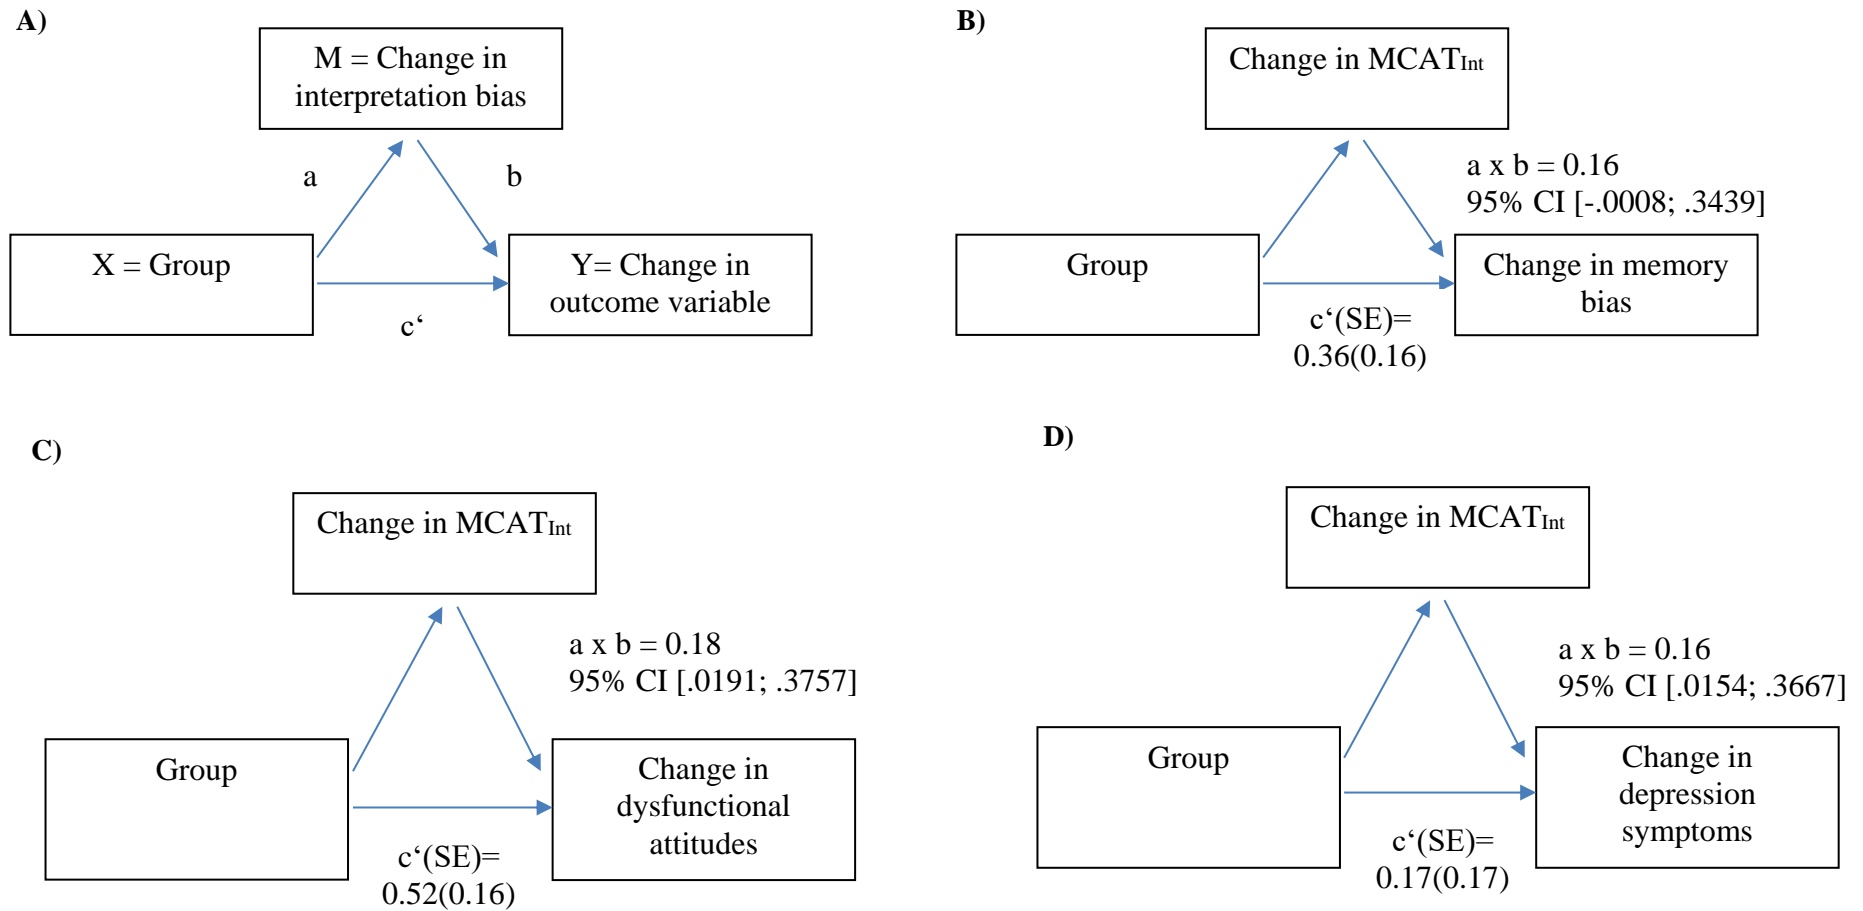 A)
M = Change in
interpretation bias
a
b
X = Group
Y= Change in
outcome variable
c‘
B)
Change in MCATInt
a x b = 0.16
95% CI [-.0008; .3439]
Group
Change in memory
bias
c‘(SE)=
0.36(0.16)
C)
Change in MCATInt
a x b = 0.18
95% CI [.0191; .3757]
Group
Change in
dysfunctional
attitudes
c‘(SE)=
0.52(0.16)
D)
Change in MCATInt
a x b = 0.16
95% CI [.0154; .3667]
Group
Change in
depression
symptoms
c‘(SE)=
0.17(0.17)